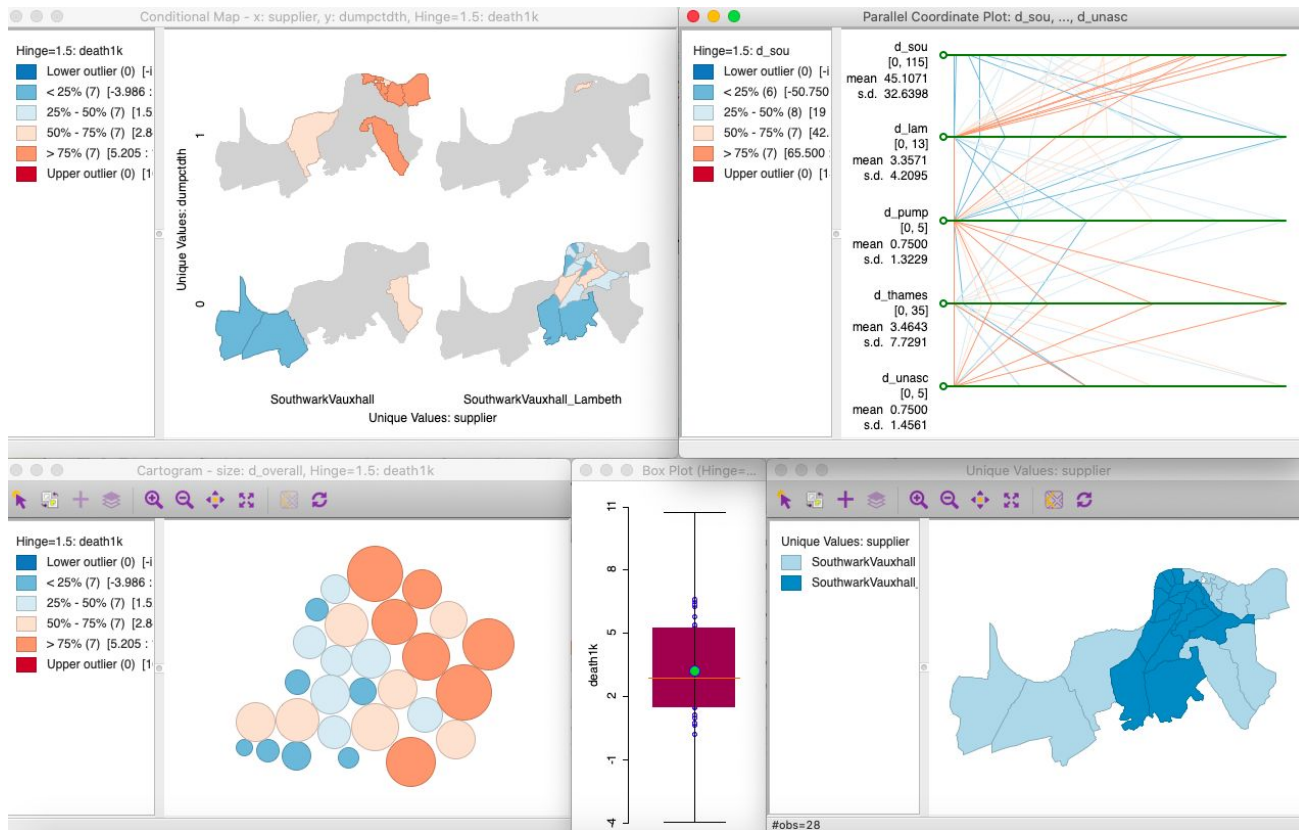 Conditional Map - x: supplier, y: dumpctdth, Hinge=1.5: death1k
Hinge=1.5: death1k
Lower outlier (0) [-i
< 25% (7) [-3.986 :
25% - 50% (7) [1.5
50% - 75% (7) [2.8
> 75% (7) [5.205 :
Upper outlier (0) [1
Unique Values: dumpctdth
1
0
SouthwarkVauxhall
SouthwarkVauxhall_Lambeth
Unique Values: supplier
Parallel Coordinate Plot: d_sou, ..., d_unasc
Hinge=1.5: d_sou
Lower outlier (0) [-i
< 25% (6) [-50.750
25% - 50% (8) [19
50% - 75% (7) [42.
> 75% (7) [65.500 :
Upper outlier (0) [1
d_sou
[0, 115]
mean 45.1071
s.d. 32.6398
d_lam
[0, 13]
mean 3.3571
s.d. 4.2095
d_pump
[0, 5]
mean 0.7500
s.d. 1.3229
d_thames
[0, 35]
mean 3.4643
s.d. 7.7291
d_unasc
[0, 5]
mean 0.7500
s.d. 1.4561
Cartogram - size: d_overall, Hinge=1.5: death1k
Hinge=1.5: death1k
Lower outlier (0) [-i
< 25% (7) [-3.986 :
25% - 50% (7) [1.5
50% - 75% (7) [2.8
> 75% (7) [5.205 :
Upper outlier (0) [1
Box Plot (Hinge=...
11
8
5
2
-1
-4
death1k
Unique Values: supplier
Unique Values: supplier
SouthwarkVauxhall
SouthwarkVauxhall_
#obs=28